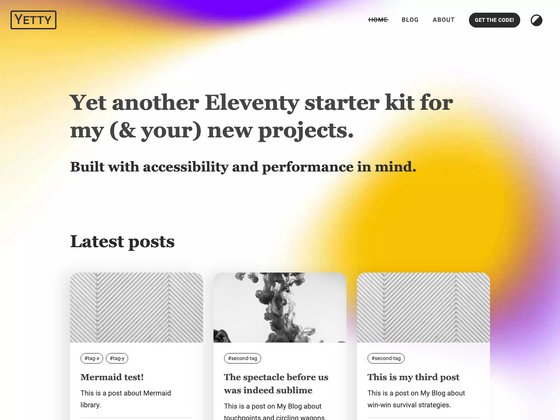 YETTY
HOME BLOG ABOUT GET THE CODE!
Yet another Eleventy starter kit for
my (& your) new projects.
Built with accessibility and performance in mind.
Latest posts
#tag-x #tag-y
Mermaid test!
This is a post about Mermaid
library.
#second-tag
The spectacle before us
was indeed sublime
This is a post on My Blog about
touchpoints and circling wagons.
#second-tag
This is my third post
This is a post on My Blog about
win-win survival strategies.